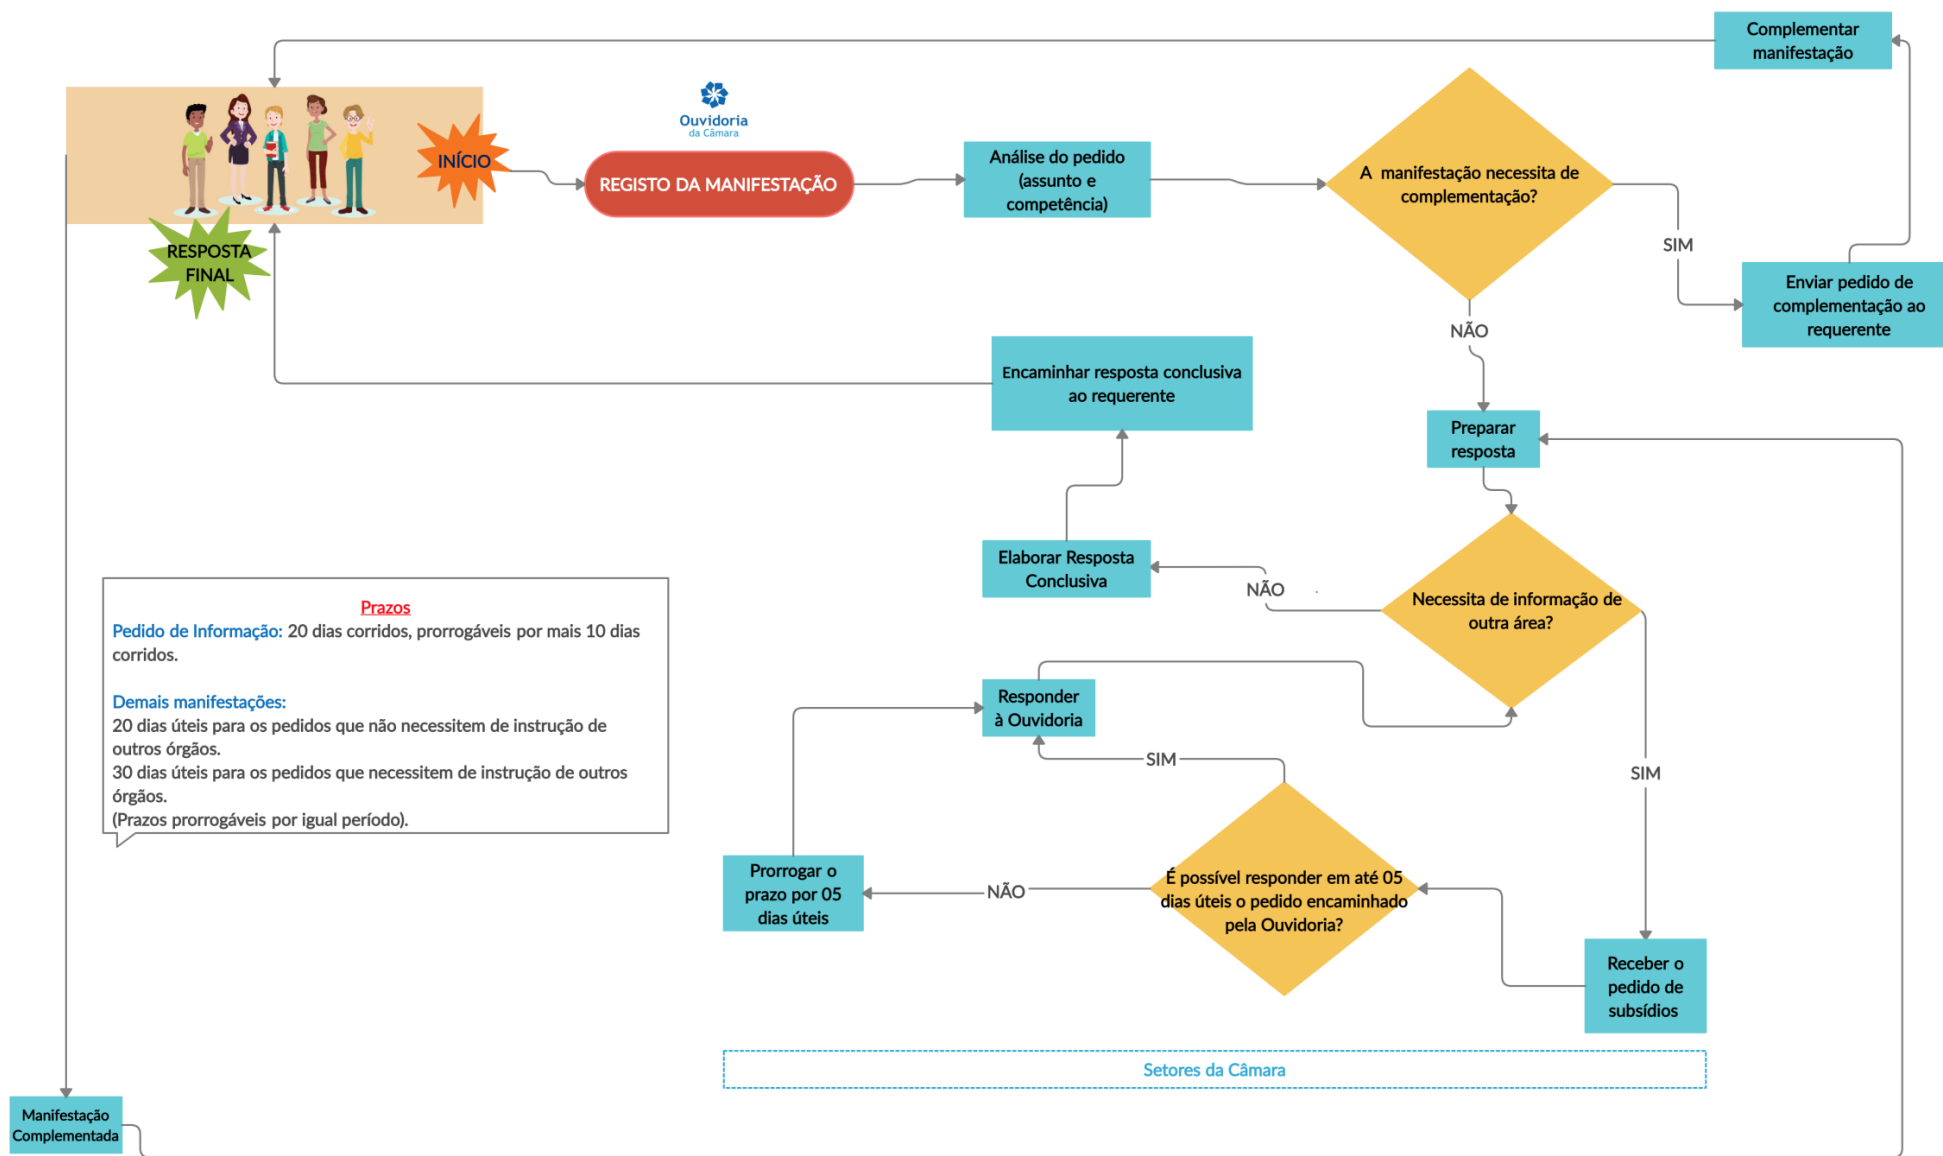 Complementar
manifestação
Ouvidoria
da Câmara
INÍCIO
REGISTO DA MANIFESTAÇÃO
Análise do pedido
(assunto e
competência)
A manifestação necessita de
complementação?
SIM
Enviar pedido de
complementação ao
requerente
RESPOSTA
FINAL
NÃO
Encaminhar resposta conclusiva
ao requerente
Preparar
resposta
Elaborar Resposta
Conclusiva
NÃO
Necessita de informação de
outra área?
Prazos
Pedido de Informação: 20 dias corridos, prorrogáveis por mais 10 dias
corridos.
Demais manifestações:
20 dias úteis para os pedidos que não necessitem de instrução de
outros órgãos.
30 dias úteis para os pedidos que necessitem de instrução de outros
órgãos.
(Prazos prorrogáveis por igual período).
Responder
à Ouvidoria
SIM
SIM
Prorrogar o
prazo por 05
dias úteis
NÃO
É possível responder em até 05
dias úteis o pedido encaminhado
pela Ouvidoria?
Receber o
pedido de
subsídios
Setores da Câmara
Manifestação
Complementada